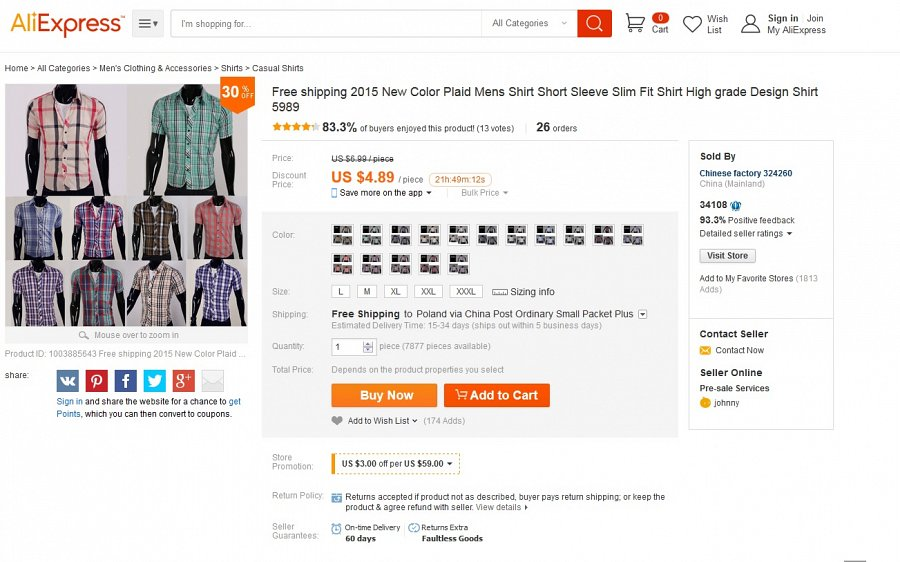 AliExpress™
I'm shopping for...
All Categories
0
Cart
Wish
List
Sign in Join
My AliExpress
Home > All Categories > Men's Clothing & Accessories > Shirts > Casual Shirts
30% OFF
Free shipping 2015 New Color Plaid Mens Shirt Short Sleeve Slim Fit Shirt High grade Design Shirt
5989
83.3% of buyers enjoyed this product! (13 votes)
26 orders
Price:
US $6.99 / piece
Discount
Price:
US $4.89 / piece
21h:49m:12s
Save more on the app
Bulk Price
Color:
Size:
L
M
XL
XXL
XXXL
Sizing info
Shipping:
Free Shipping to Poland via China Post Ordinary Small Packet Plus
Estimated Delivery Time: 15-34 days (ships out within 5 business days)
Quantity:
1
piece (7877 pieces available)
Total Price:
Depends on the product properties you select
Buy Now
Add to Cart
Add to Wish List
(174 Adds)
Mouse over to zoom in
Product ID: 1003885643 Free shipping 2015 New Color Plaid ...
share:
Sign in and share the website for a chance to get
Points, which you can then convert to coupons.
Store
Promotion:
US $3.00 off per US $59.00
Return Policy:
Returns accepted if product not as described, buyer pays return shipping; or keep the
product & agree refund with seller. View details
Seller
Guarantees:
On-time Delivery
60 days
Returns Extra
Faultless Goods
Sold By
Chinese factory 324260
China (Mainland)
34108
93.3% Positive feedback
Detailed seller ratings
Visit Store
Add to My Favorite Stores (1813
Adds)
Contact Seller
Contact Now
Seller Online
Pre-sale Services
johnny